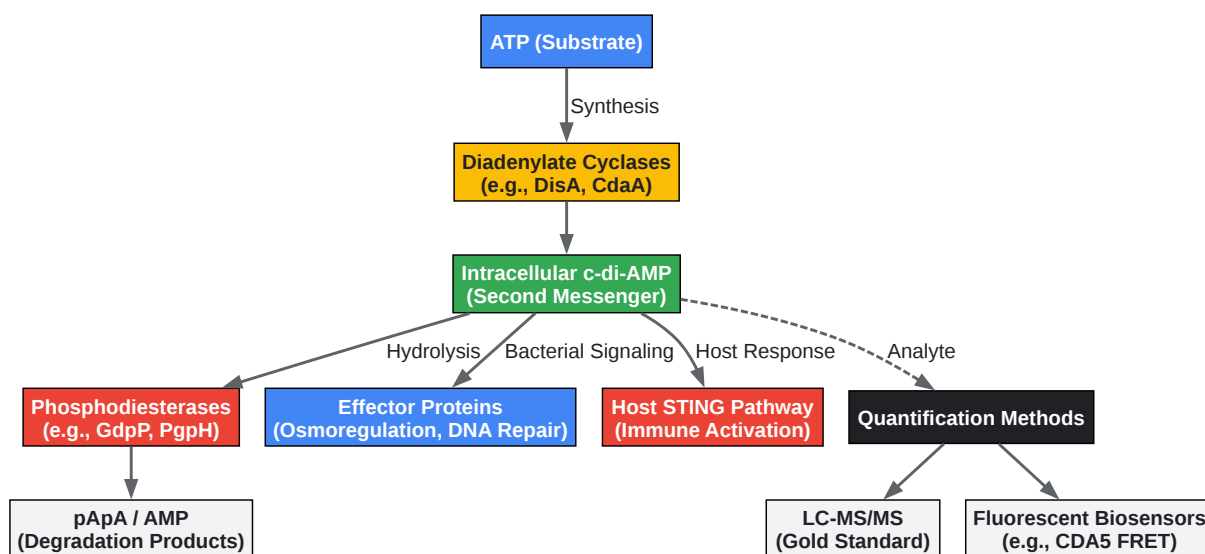 ATP (Substrate)
Synthesis
Diadenylate Cyclases
(e.g., DisA, CdaA)
Intracellular c-di-AMP
(Second Messenger)
Hydrolysis
Bacterial Signaling
Host Response
Analyte
Phosphodiesterases
(e.g., GdpP, PgpH)
Effector Proteins
(Osmoregulation, DNA Repair)
Host STING Pathway
(Immune Activation)
Quantification Methods
pApA / AMP
(Degradation Products)
LC-MS/MS
(Gold Standard)
Fluorescent Biosensors
(e.g., CDA5 FRET)